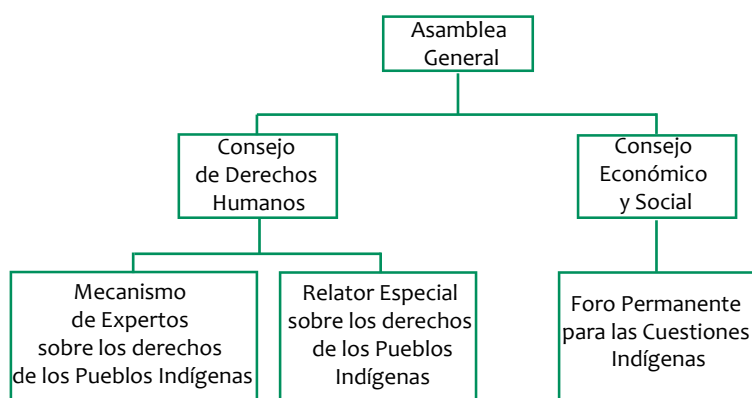 Asamblea
General
Consejo
de Derechos
Humanos
Consejo
Económico
y Social
Mecanismo
de Expertos
sobre los derechos
de los Pueblos Indígenas
Relator Especial
sobre los derechos
de los Pueblos
Indígenas
Foro Permanente
para las Cuestiones
Indígenas